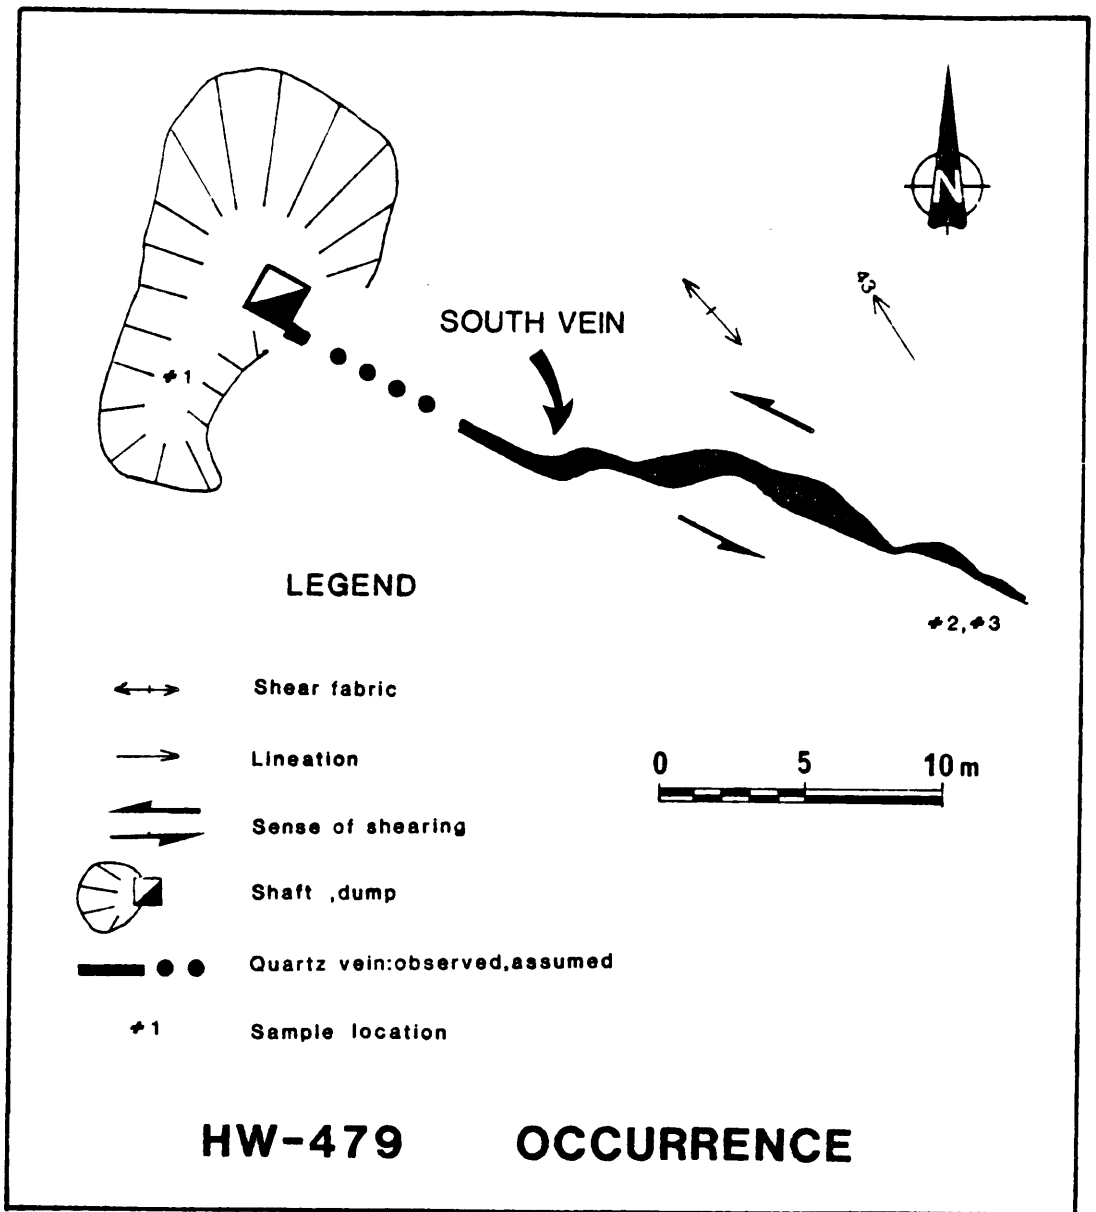 N
43
SOUTH VEIN
#1
#2,#3
LEGEND
Shear fabric
Lineation
Sense of shearing
Shaft ,dump
Quartz vein:observed,assumed
#1 Sample location
0 5 10 m
HW-479 OCCURRENCE